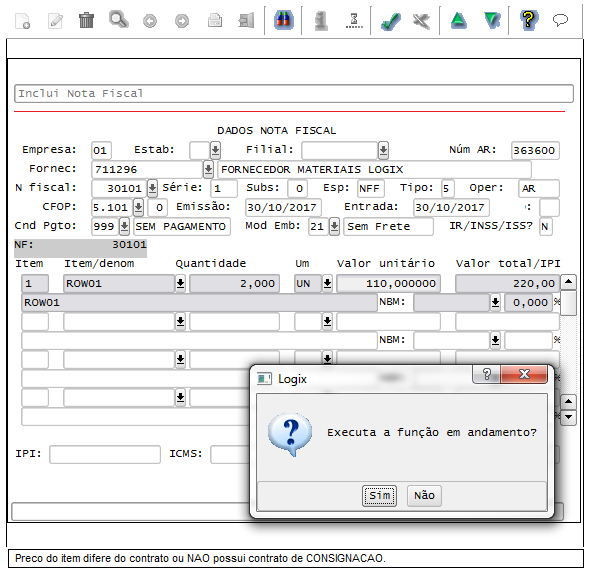 Inclui Nota Fiscal
DADOS NOTA FISCAL
Empresa: 01 Estab: Filial: Núm AR: 363600
Fornec: 711296 FORNECEDOR MATERIAIS LOGIX
N fiscal: 30101 Série: 1 Subs: 0 Esp: NFF Tipo: 5 Oper: AR
CFOP: 5.101 0 Emissão: 30/10/2017 Entrada: 30/10/2017 :
Cnd Pgto: 999 SEM PAGAMENTO Mod Emb: 21 Sem Frete IR/INSS/ISS? N
NF: 30101
Item Item/denom Quantidade Um Valor unitário Valor total/IPI
1 ROW01 2,000 UN 110,000000 220,00
ROW01 NBM: 0,000 %
NBM: %
%
%
IPI: ICMS:
Logix
Executa a função em andamento?
Sim Não
Preco do item difere do contrato ou NAO possui contrato de CONSIGNACAO.